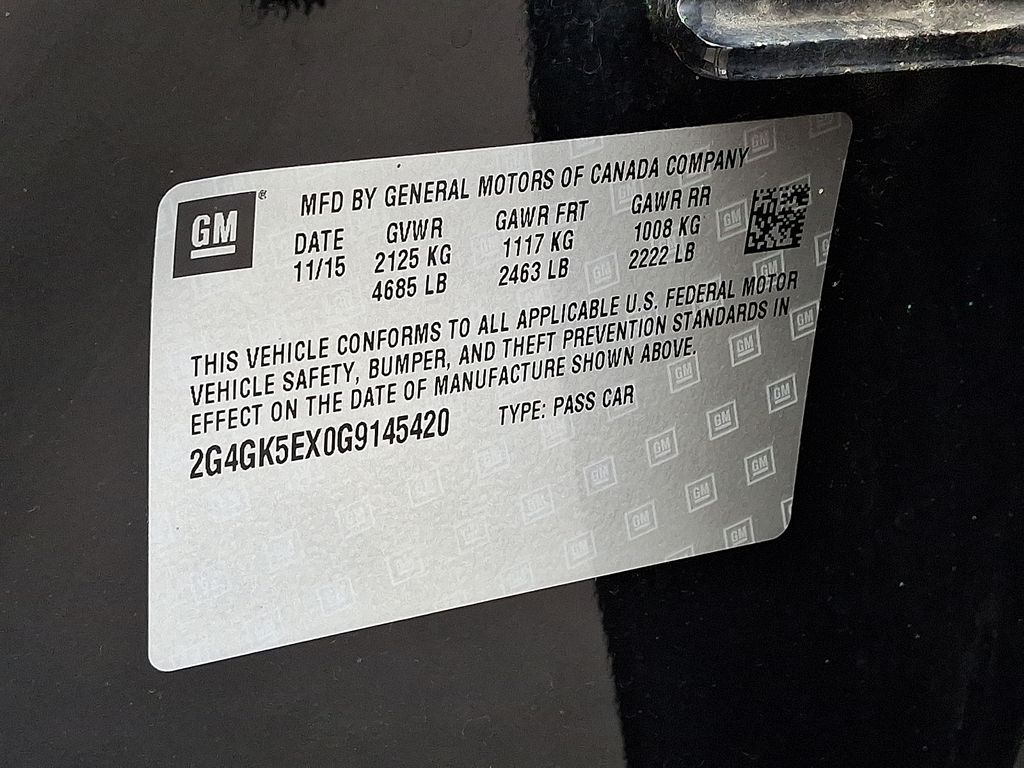 GM ®
MFD BY GENERAL MOTORS OF CANADA COMPANY
DATE GVWR GAWR FRT GAWR RR
11/15 2125 KG 1117 KG 1008 KG
4685 LB 2463 LB 2222 LB
THIS VEHICLE CONFORMS TO ALL APPLICABLE U.S. FEDERAL MOTOR
VEHICLE SAFETY, BUMPER, AND THEFT PREVENTION STANDARDS IN
EFFECT ON THE DATE OF MANUFACTURE SHOWN ABOVE.
2G4GK5EX0G9145420 TYPE: PASS CAR